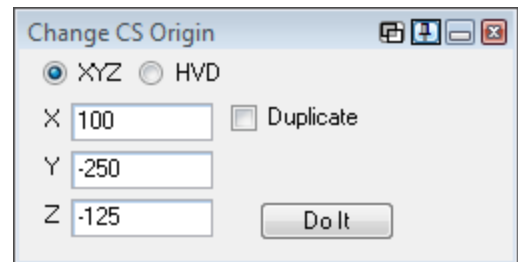 Change CS Origin
XYZ HVD
X 100 Duplicate
Y -250
Z -125 Do It